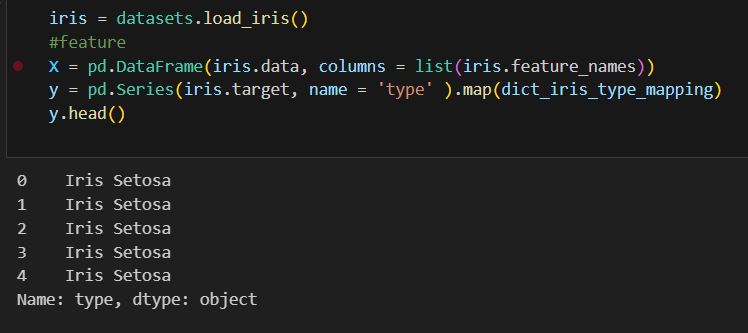 iris = datasets.load_iris()
#feature
X = pd.DataFrame(iris.data, columns = list(iris.feature_names))
y = pd.Series(iris.target, name = 'type' ).map(dict_iris_type_mapping)
y.head()
0    Iris Setosa
1    Iris Setosa
2    Iris Setosa
3    Iris Setosa
4    Iris Setosa
Name: type, dtype: object